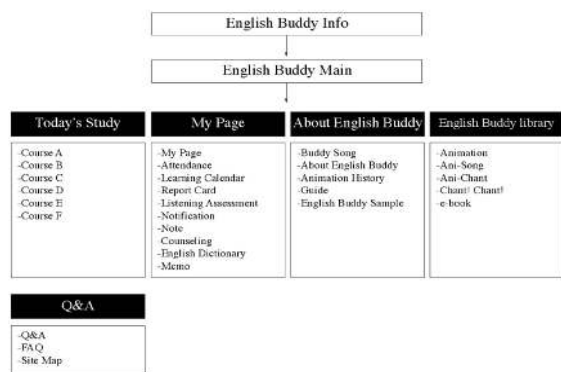 English Buddy Info
English Buddy Main
Today's Study
-Course A
-Course B
-Course C
-Course D
-Course E
-Course F
My Page
-My Page
-Attendance
-Learning Calendar
-Report Card
-Listening Assessment
-Notification
-Note
-Counseling
-English Dictionary
-Memo
About English Buddy
-Buddy Song
-About English Buddy
-Animation History
-Guide
-English Buddy Sample
English Buddy library
-Animation
-Ani-Song
-Ani-Chant
-Chant! Chant!
-e-book
Q&A
-Q&A
-FAQ
-Site Map